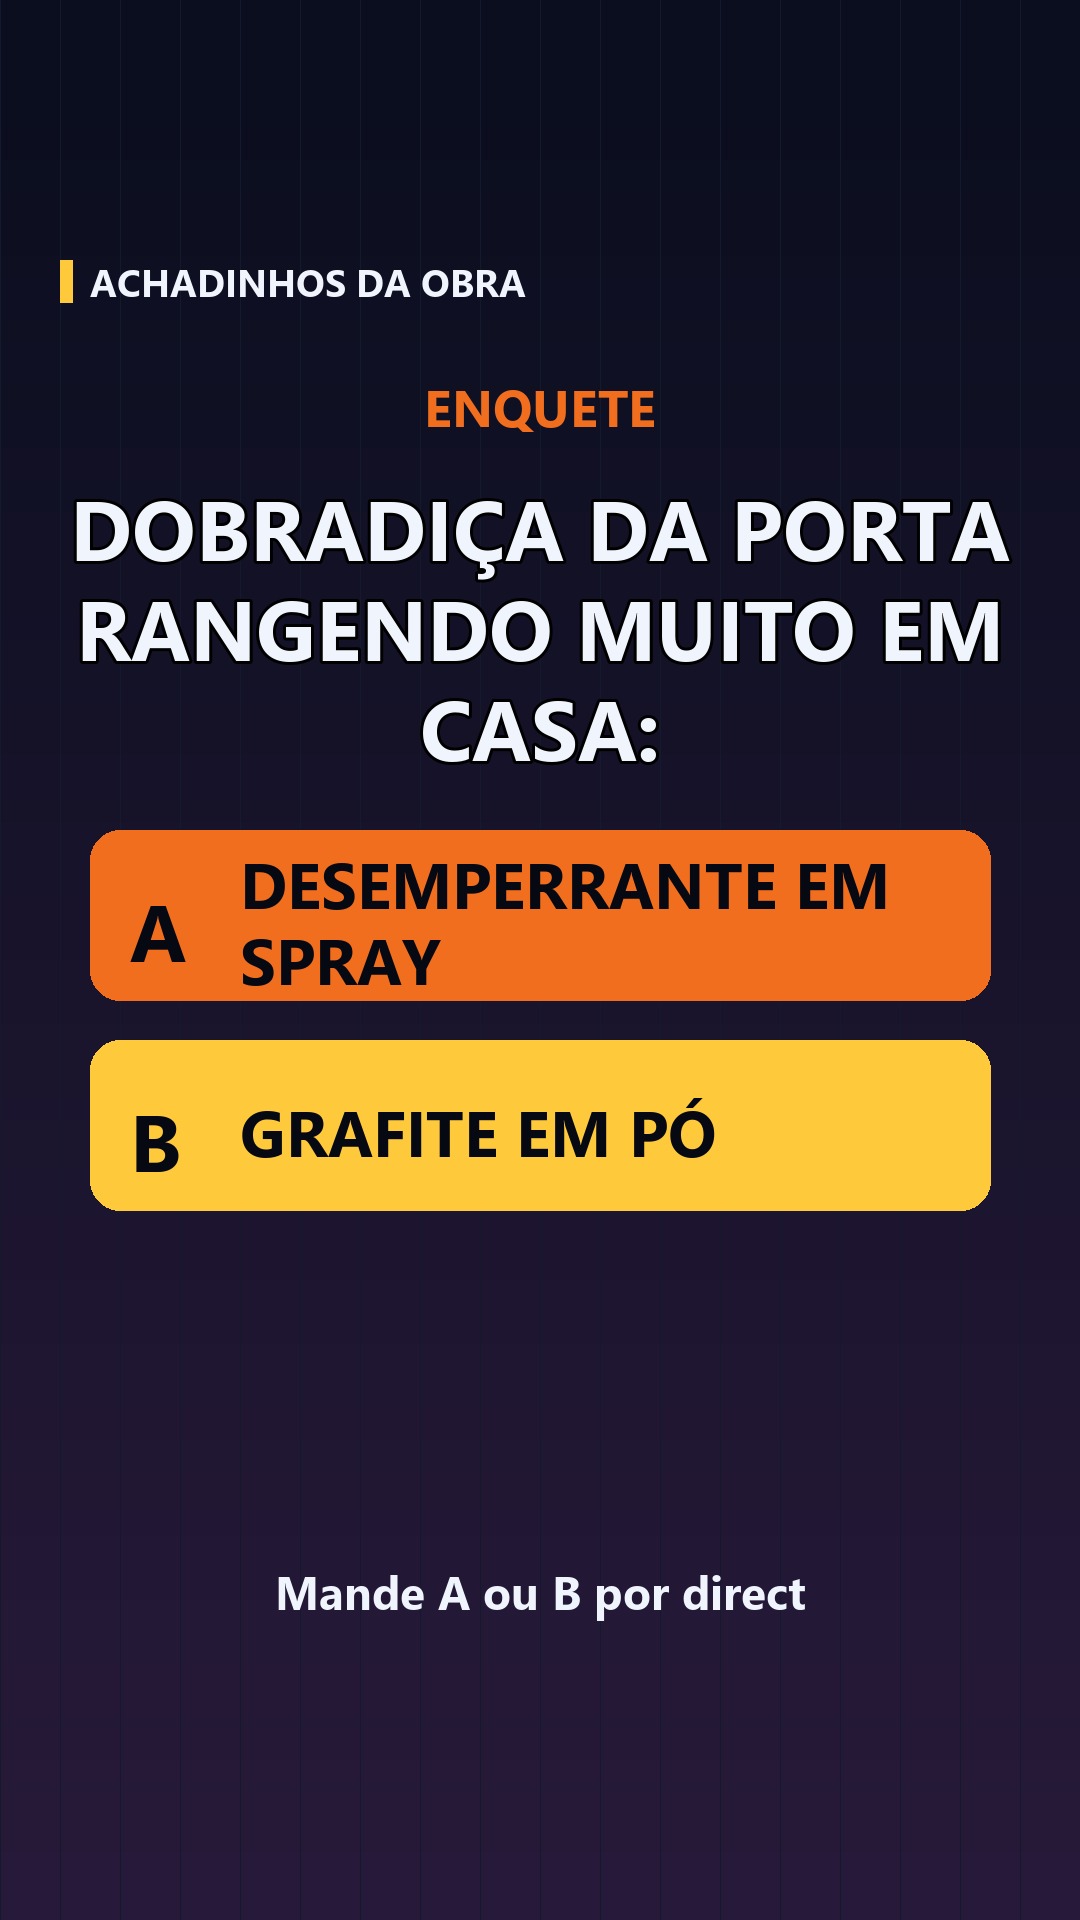 ACHADINHOS DA OBRA
ENQUETE
DOBRADIÇA DA PORTA
RANGENDO MUITO EM
CASA:
A
DESEMPERRANTE EM
SPRAY
B
GRAFITE EM PÓ
Mande A ou B por direct